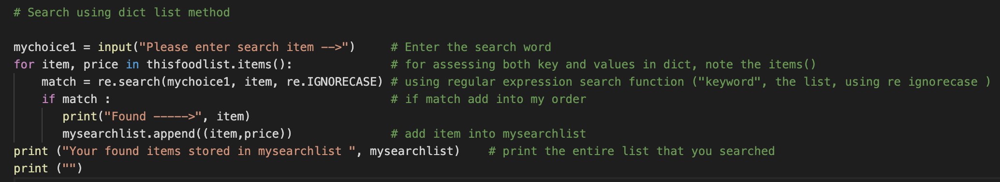 # Search using dict list method
mychoice1 = input("Please enter search item -->")     # Enter the search word
for item, price in thisfoodlist.items():              # for assessing both key and values in dict, note the items()
    match = re.search(mychoice1, item, re.IGNORECASE) # using regular expression search function ("keyword", the list, using re ignorecase )
    if match :                                        # if match add into my order
       print("Found ----->", item)
       mysearchlist.append((item,price))              # add item into mysearchlist
print ("Your found items stored in mysearchlist ", mysearchlist)    # print the entire list that you searched
print ("")